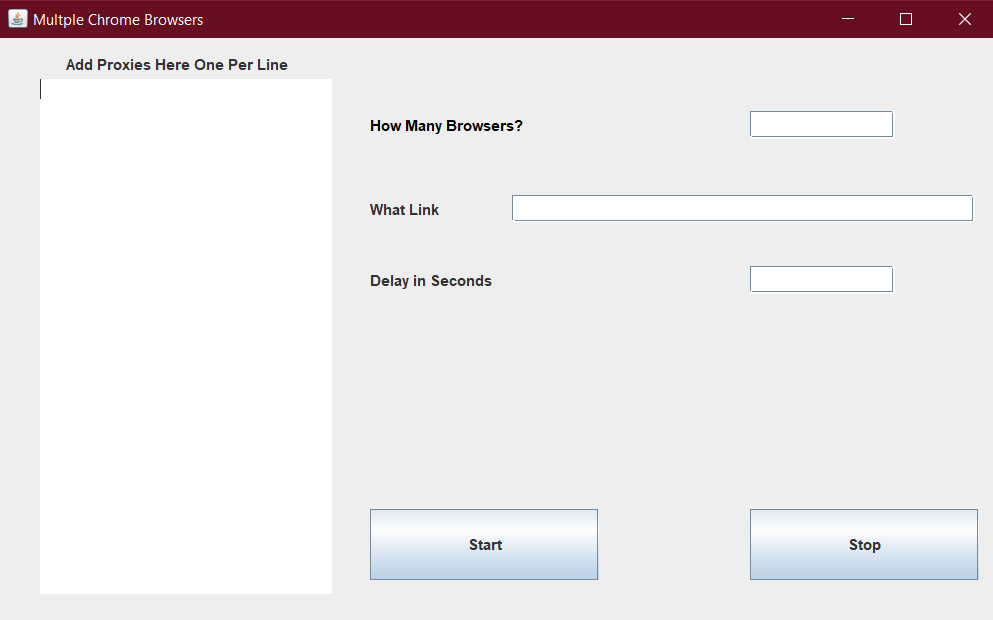 Multple Chrome Browsers
Add Proxies Here One Per Line
How Many Browsers?
What Link
Delay in Seconds
Start
Stop